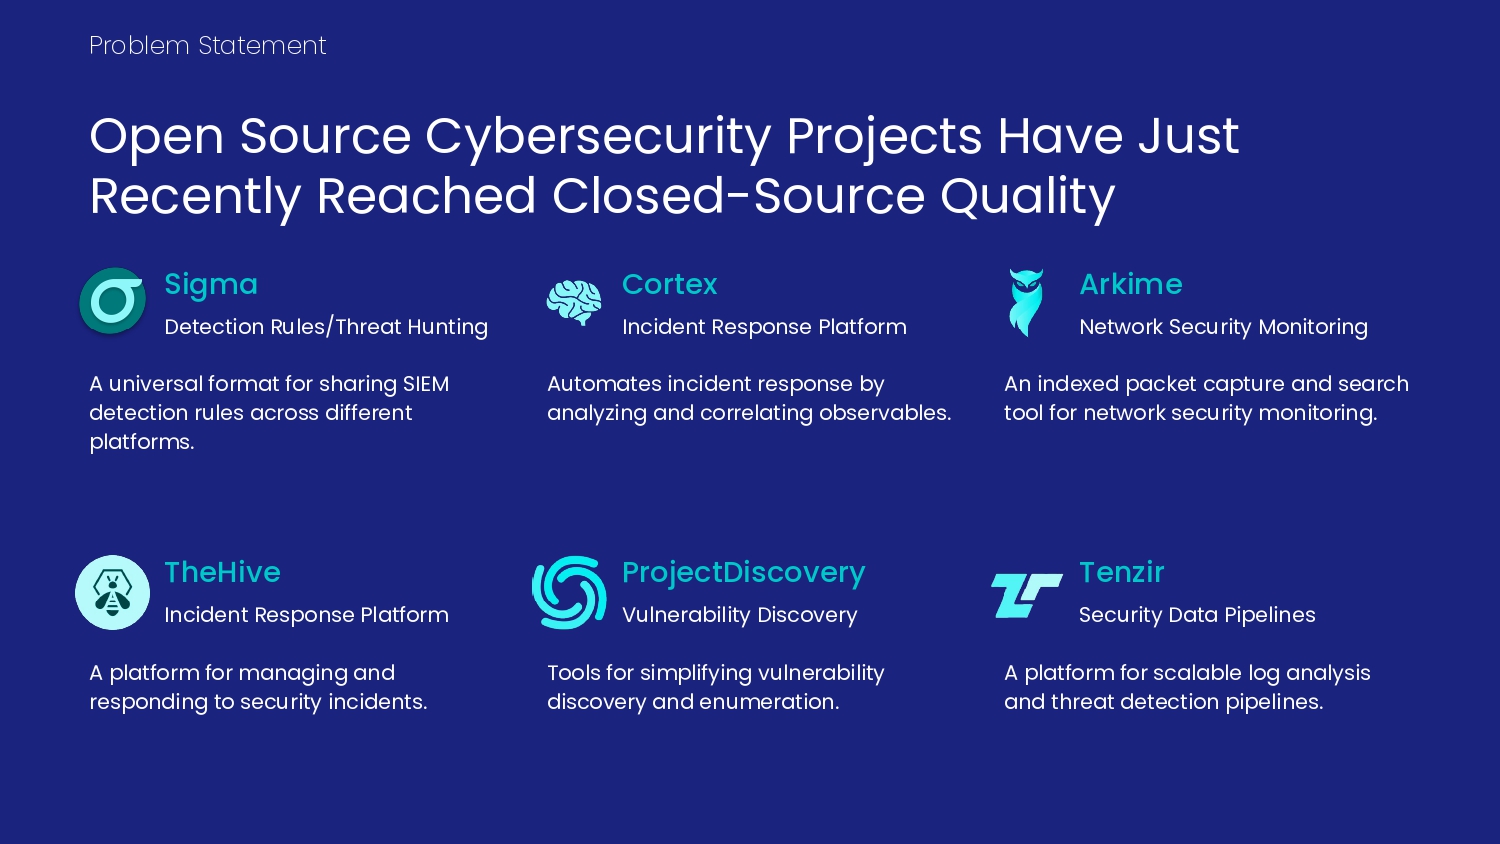 Problem Statement
Open Source Cybersecurity Projects Have Just
Recently Reached Closed-Source Quality
Sigma
Detection Rules/Threat Hunting
A universal format for sharing SIEM
detection rules across different
platforms.
Cortex
Incident Response Platform
Automates incident response by
analyzing and correlating observables.
Arkime
Network Security Monitoring
An indexed packet capture and search
tool for network security monitoring.
TheHive
Incident Response Platform
A platform for managing and
responding to security incidents.
ProjectDiscovery
Vulnerability Discovery
Tools for simplifying vulnerability
discovery and enumeration.
Tenzir
Security Data Pipelines
A platform for scalable log analysis
and threat detection pipelines.